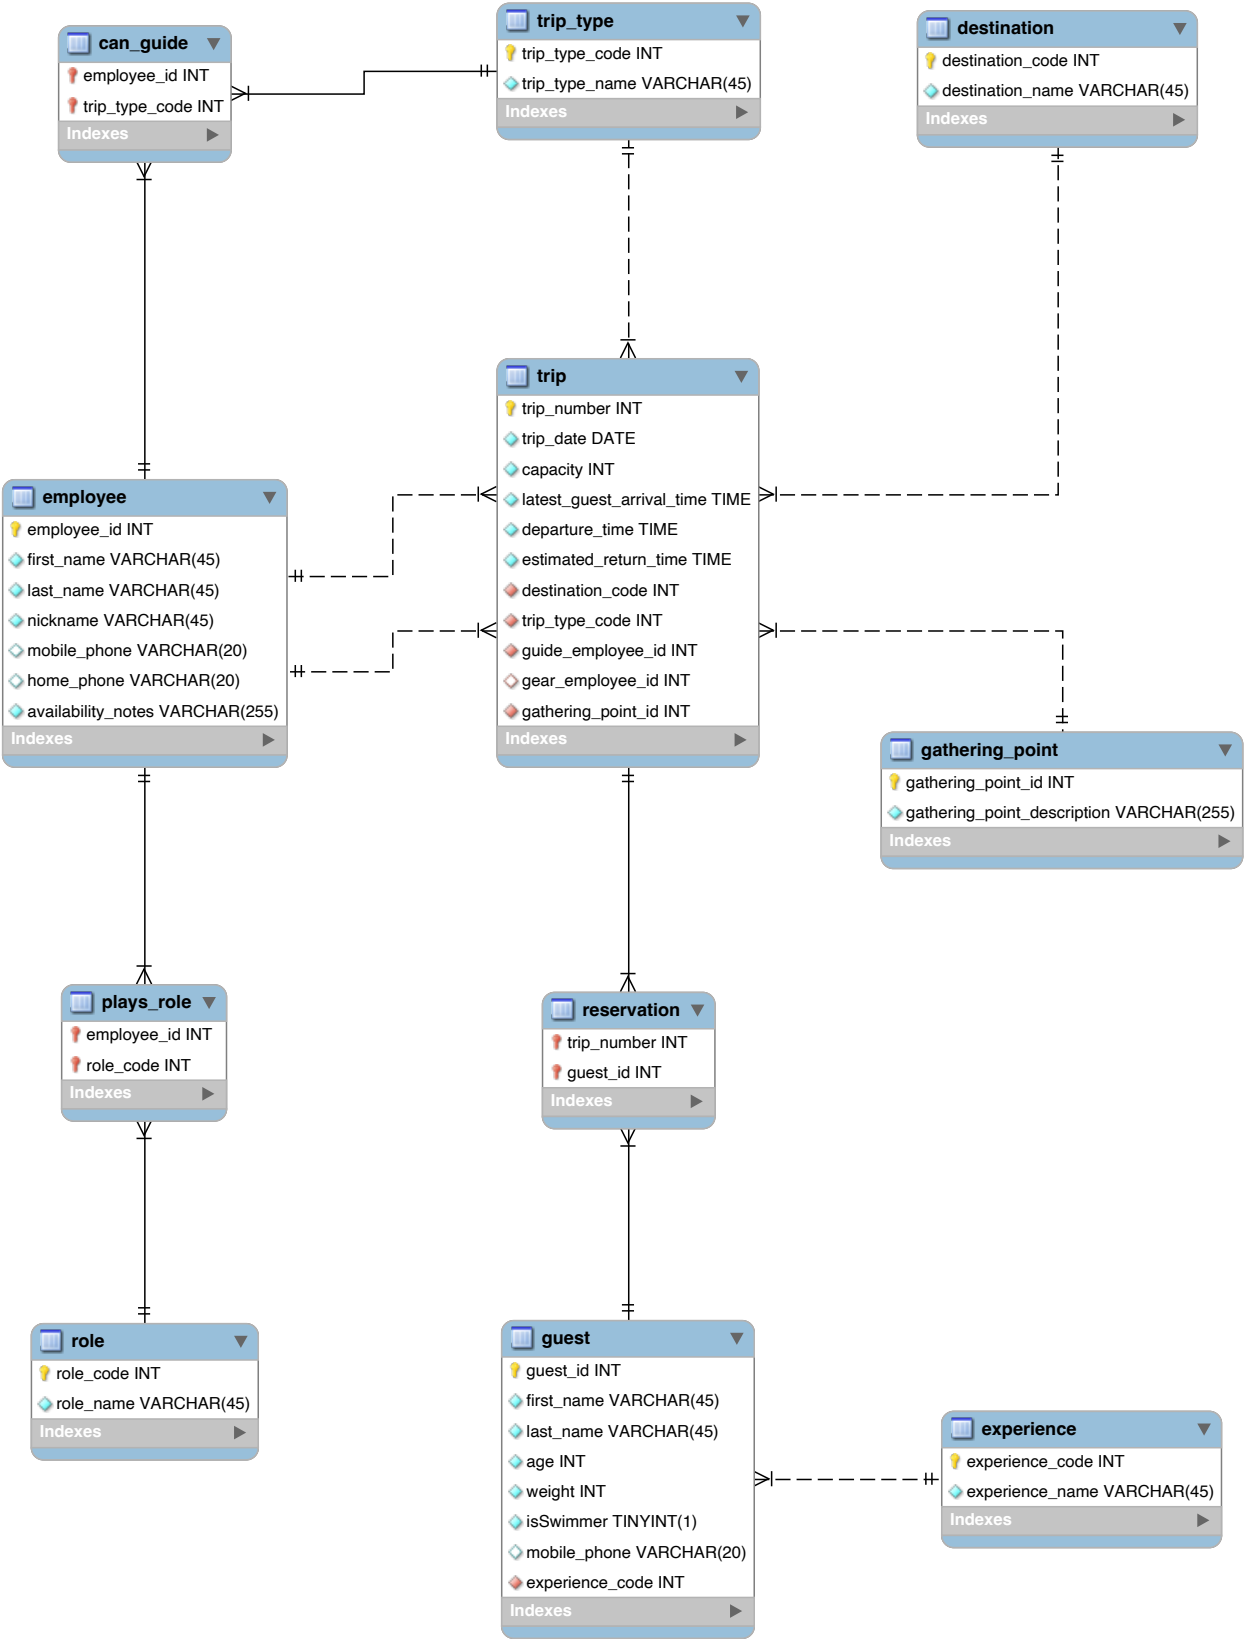 can_guide
employee_id INT
trip_type_code INT
Indexes
trip_type
trip_type_code INT
trip_type_name VARCHAR(45)
Indexes
destination
destination_code INT
destination_name VARCHAR(45)
Indexes
employee
employee_id INT
first_name VARCHAR(45)
last_name VARCHAR(45)
nickname VARCHAR(45)
mobile_phone VARCHAR(20)
home_phone VARCHAR(20)
availability_notes VARCHAR(255)
Indexes
trip
trip_number INT
trip_date DATE
capacity INT
latest_guest_arrival_time TIME
departure_time TIME
estimated_return_time TIME
destination_code INT
trip_type_code INT
guide_employee_id INT
gear_employee_id INT
gathering_point_id INT
Indexes
gathering_point
gathering_point_id INT
gathering_point_description VARCHAR(255)
Indexes
plays_role
employee_id INT
role_code INT
Indexes
reservation
trip_number INT
guest_id INT
Indexes
role
role_code INT
role_name VARCHAR(45)
Indexes
guest
guest_id INT
first_name VARCHAR(45)
last_name VARCHAR(45)
age INT
weight INT
isSwimmer TINYINT(1)
mobile_phone VARCHAR(20)
experience_code INT
Indexes
experience
experience_code INT
experience_name VARCHAR(45)
Indexes